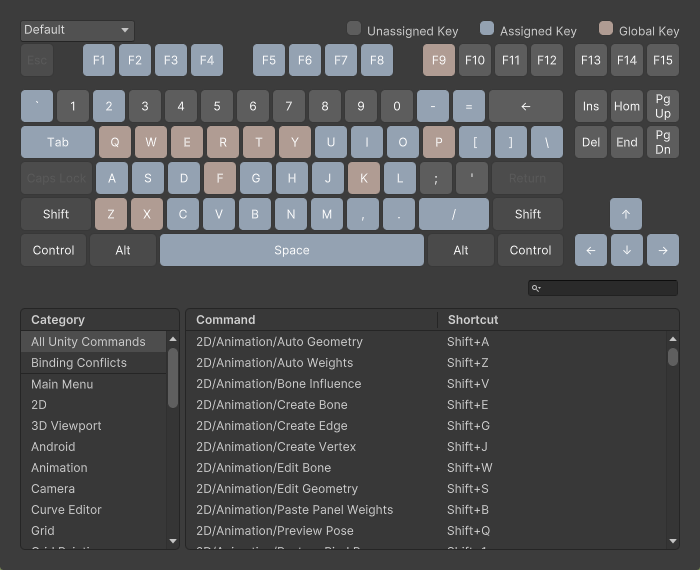 Default Unassigned Key Assigned Key Global Key
Esc F1 F2 F3 F4 F5 F6 F7 F8 F9 F10 F11 F12 F13 F14 F15
` 1 2 3 4 5 6 7 8 9 0 - = ← Ins Hom Pg Up
Tab Q W E R T Y U I O P [ ] \ Del End Pg Dn
Caps Lock A S D F G H J K L ; ' Return
Shift Z X C V B N M , . / Shift ↑
Control Alt Space Alt Control ← ↓ →
Category Command Shortcut
All Unity Commands 2D/Animation/Auto Geometry Shift+A
Binding Conflicts 2D/Animation/Auto Weights Shift+Z
Main Menu 2D/Animation/Bone Influence Shift+V
2D 2D/Animation/Create Bone Shift+E
3D Viewport 2D/Animation/Create Edge Shift+G
Android 2D/Animation/Create Vertex Shift+J
Animation 2D/Animation/Edit Bone Shift+W
Camera 2D/Animation/Edit Geometry Shift+S
Curve Editor 2D/Animation/Paste Panel Weights Shift+B
Grid 2D/Animation/Preview Pose Shift+Q